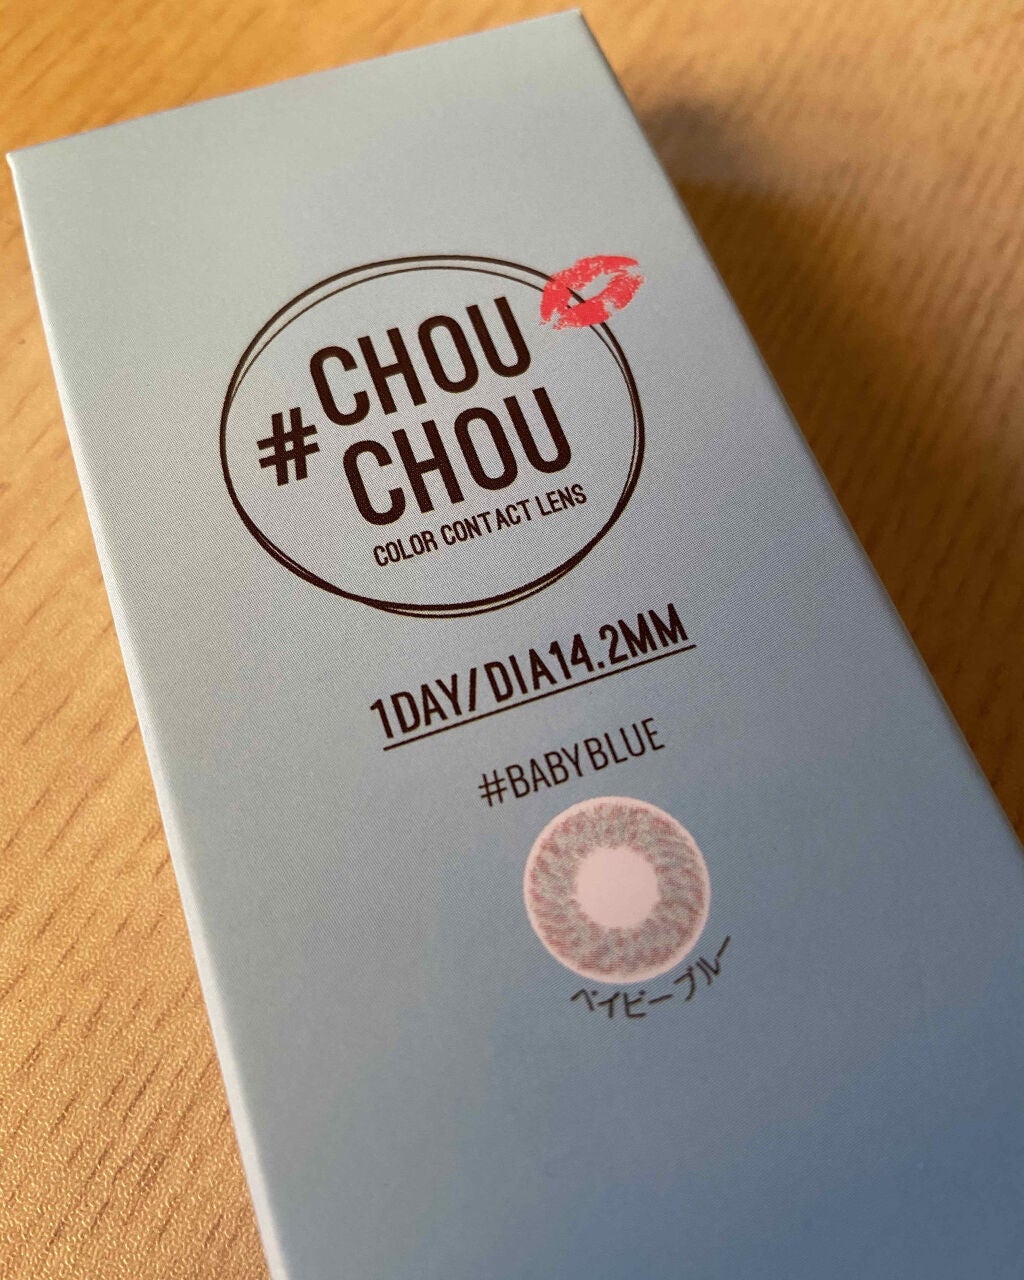 #CHOU
CHOU
COLOR CONTACT LENS
1DAY/DIA14.2MM
#BABYBLUE
ベイビーブルー